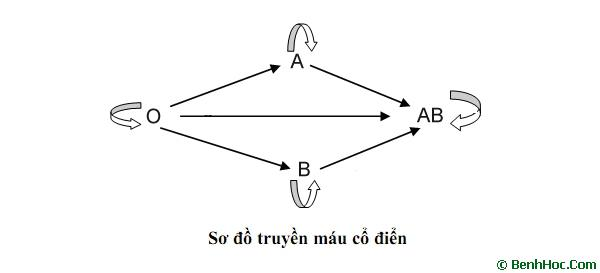 A
O
AB
B
Sơ đồ truyền máu cổ điển
© BenhHoc.Com